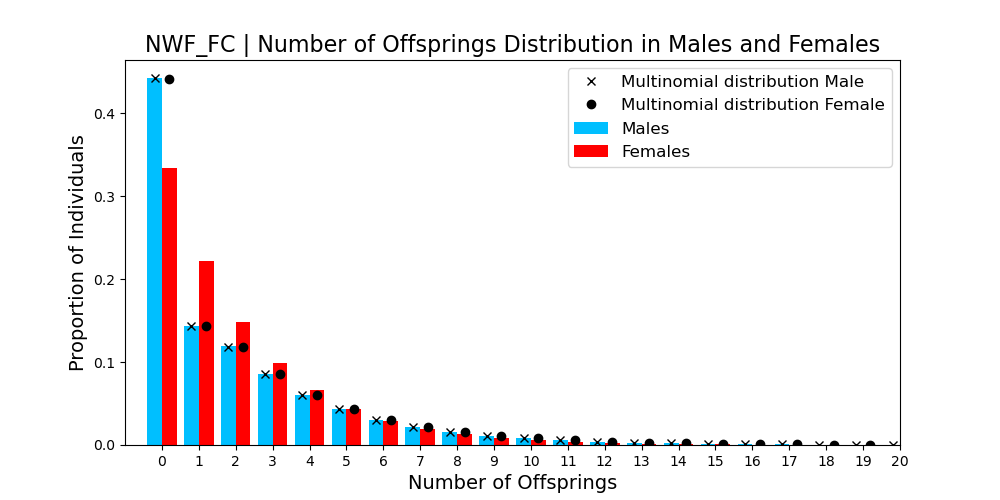 NWF_FC | Number of Offsprings Distribution in Males and Females
Multinomial distribution Male
Multinomial distribution Female
Males
Females
Proportion of Individuals
0.4
0.3
0.2
0.1
0.0
0 1 2 3 4 5 6 7 8 9 10 11 12 13 14 15 16 17 18 19 20
Number of Offsprings